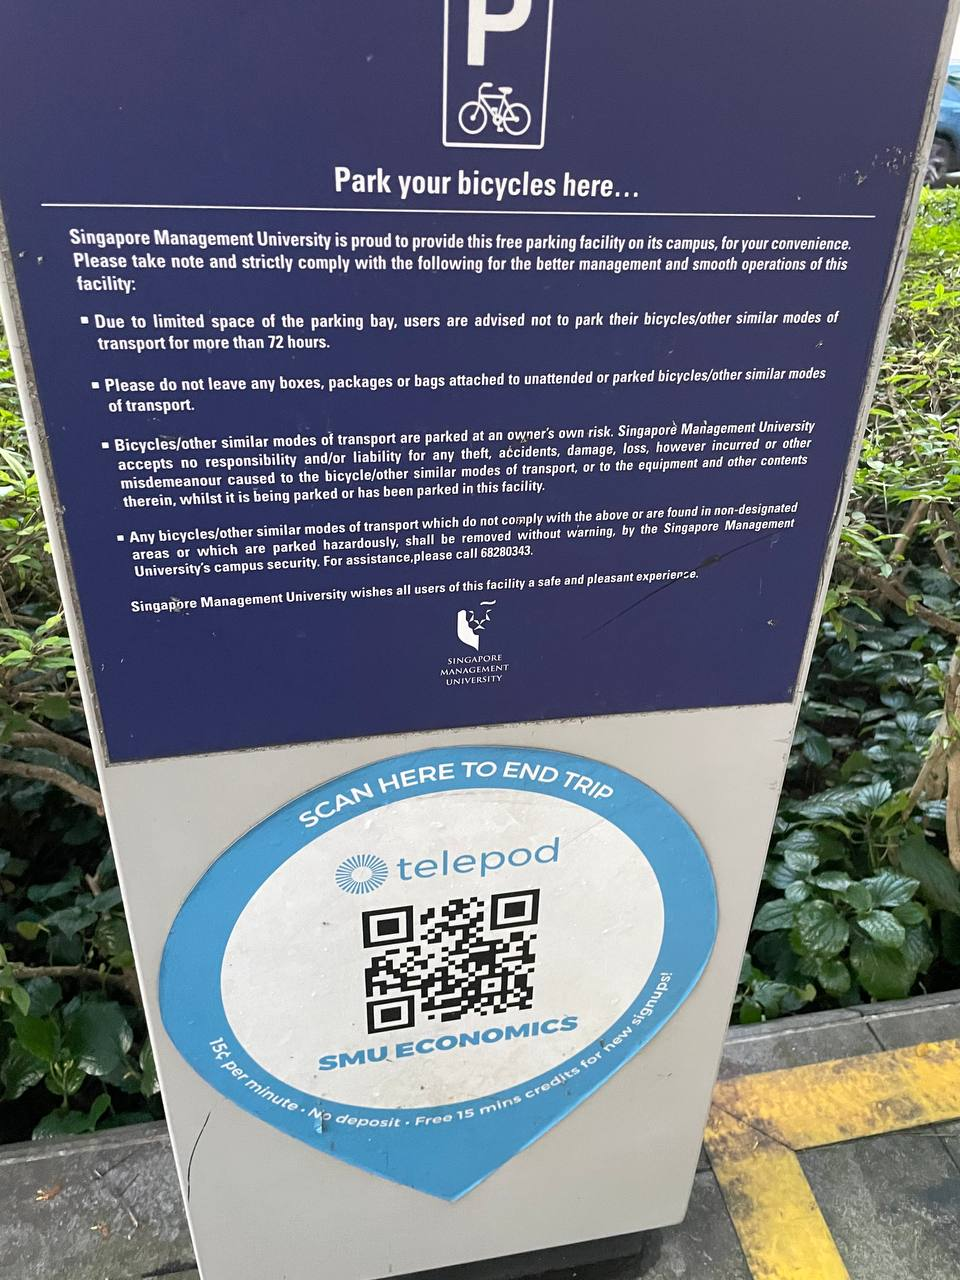 P
Park your bicycles here...
Singapore Management University is proud to provide this free parking facility on its campus, for your convenience.
Please take note and strictly comply with the following for the better management and smooth operations of this
facility:
▪ Due to limited space of the parking bay, users are advised not to park their bicycles/other similar modes of
transport for more than 72 hours.
▪ Please do not leave any boxes, packages or bags attached to unattended or parked bicycles/other similar modes
of transport.
▪ Bicycles/other similar modes of transport are parked at an owner's own risk. Singapore Management University
accepts no responsibility and/or liability for any theft, accidents, damage, loss, however incurred or other
misdemeanour caused to the bicycle/other similar modes of transport, or to the equipment and other contents
therein, whilst it is being parked or has been parked in this facility.
▪ Any bicycles/other similar modes of transport which do not comply with the above or are found in non-designated
areas or which are parked hazardously, shall be removed without warning, by the Singapore Management
University's campus security. For assistance,please call 68280343.
Singapore Management University wishes all users of this facility a safe and pleasant experience.
SINGAPORE
MANAGEMENT
UNIVERSITY
SCAN HERE TO END TRIP
telepod
SMU ECONOMICS
15¢ per minute · No deposit · Free 15 mins credits for new signups!